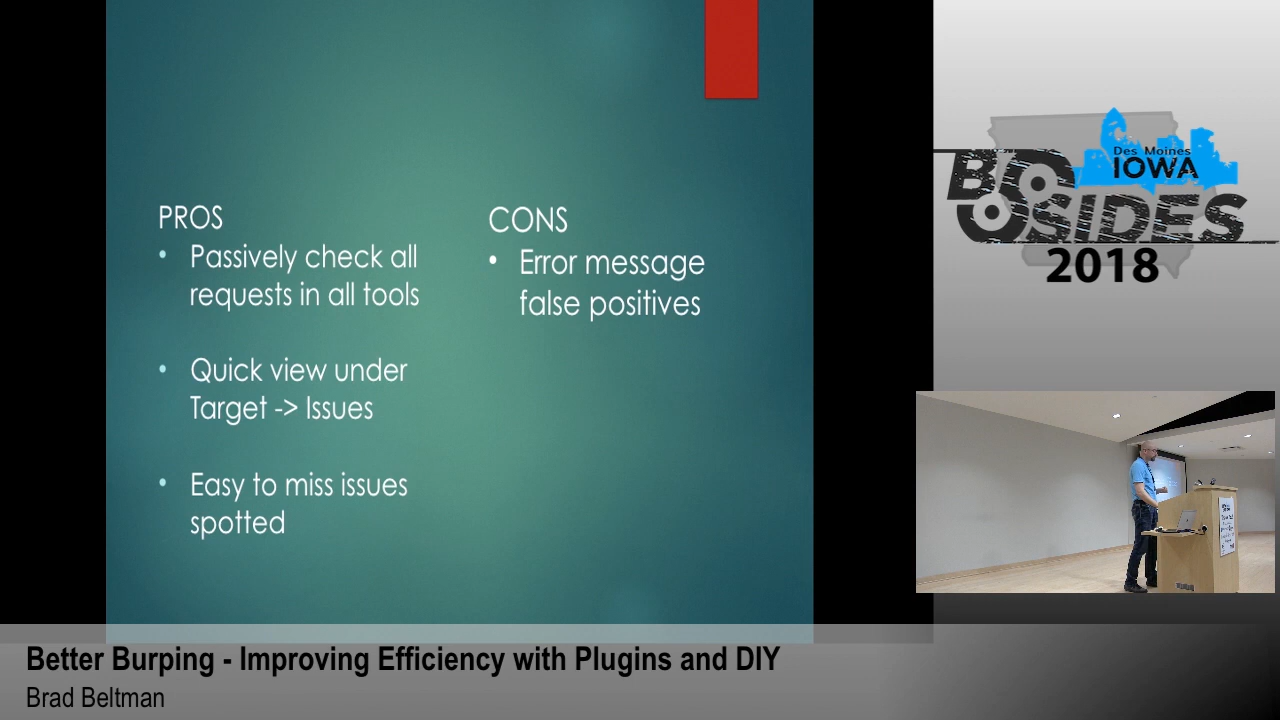 PROS
• Passively check all
requests in all tools
• Quick view under
Target -> Issues
• Easy to miss issues
spotted
CONS
• Error message
false positives
Des Moines
IOWA
BSIDES
2018
Better Burping - Improving Efficiency with Plugins and DIY
Brad Beltman